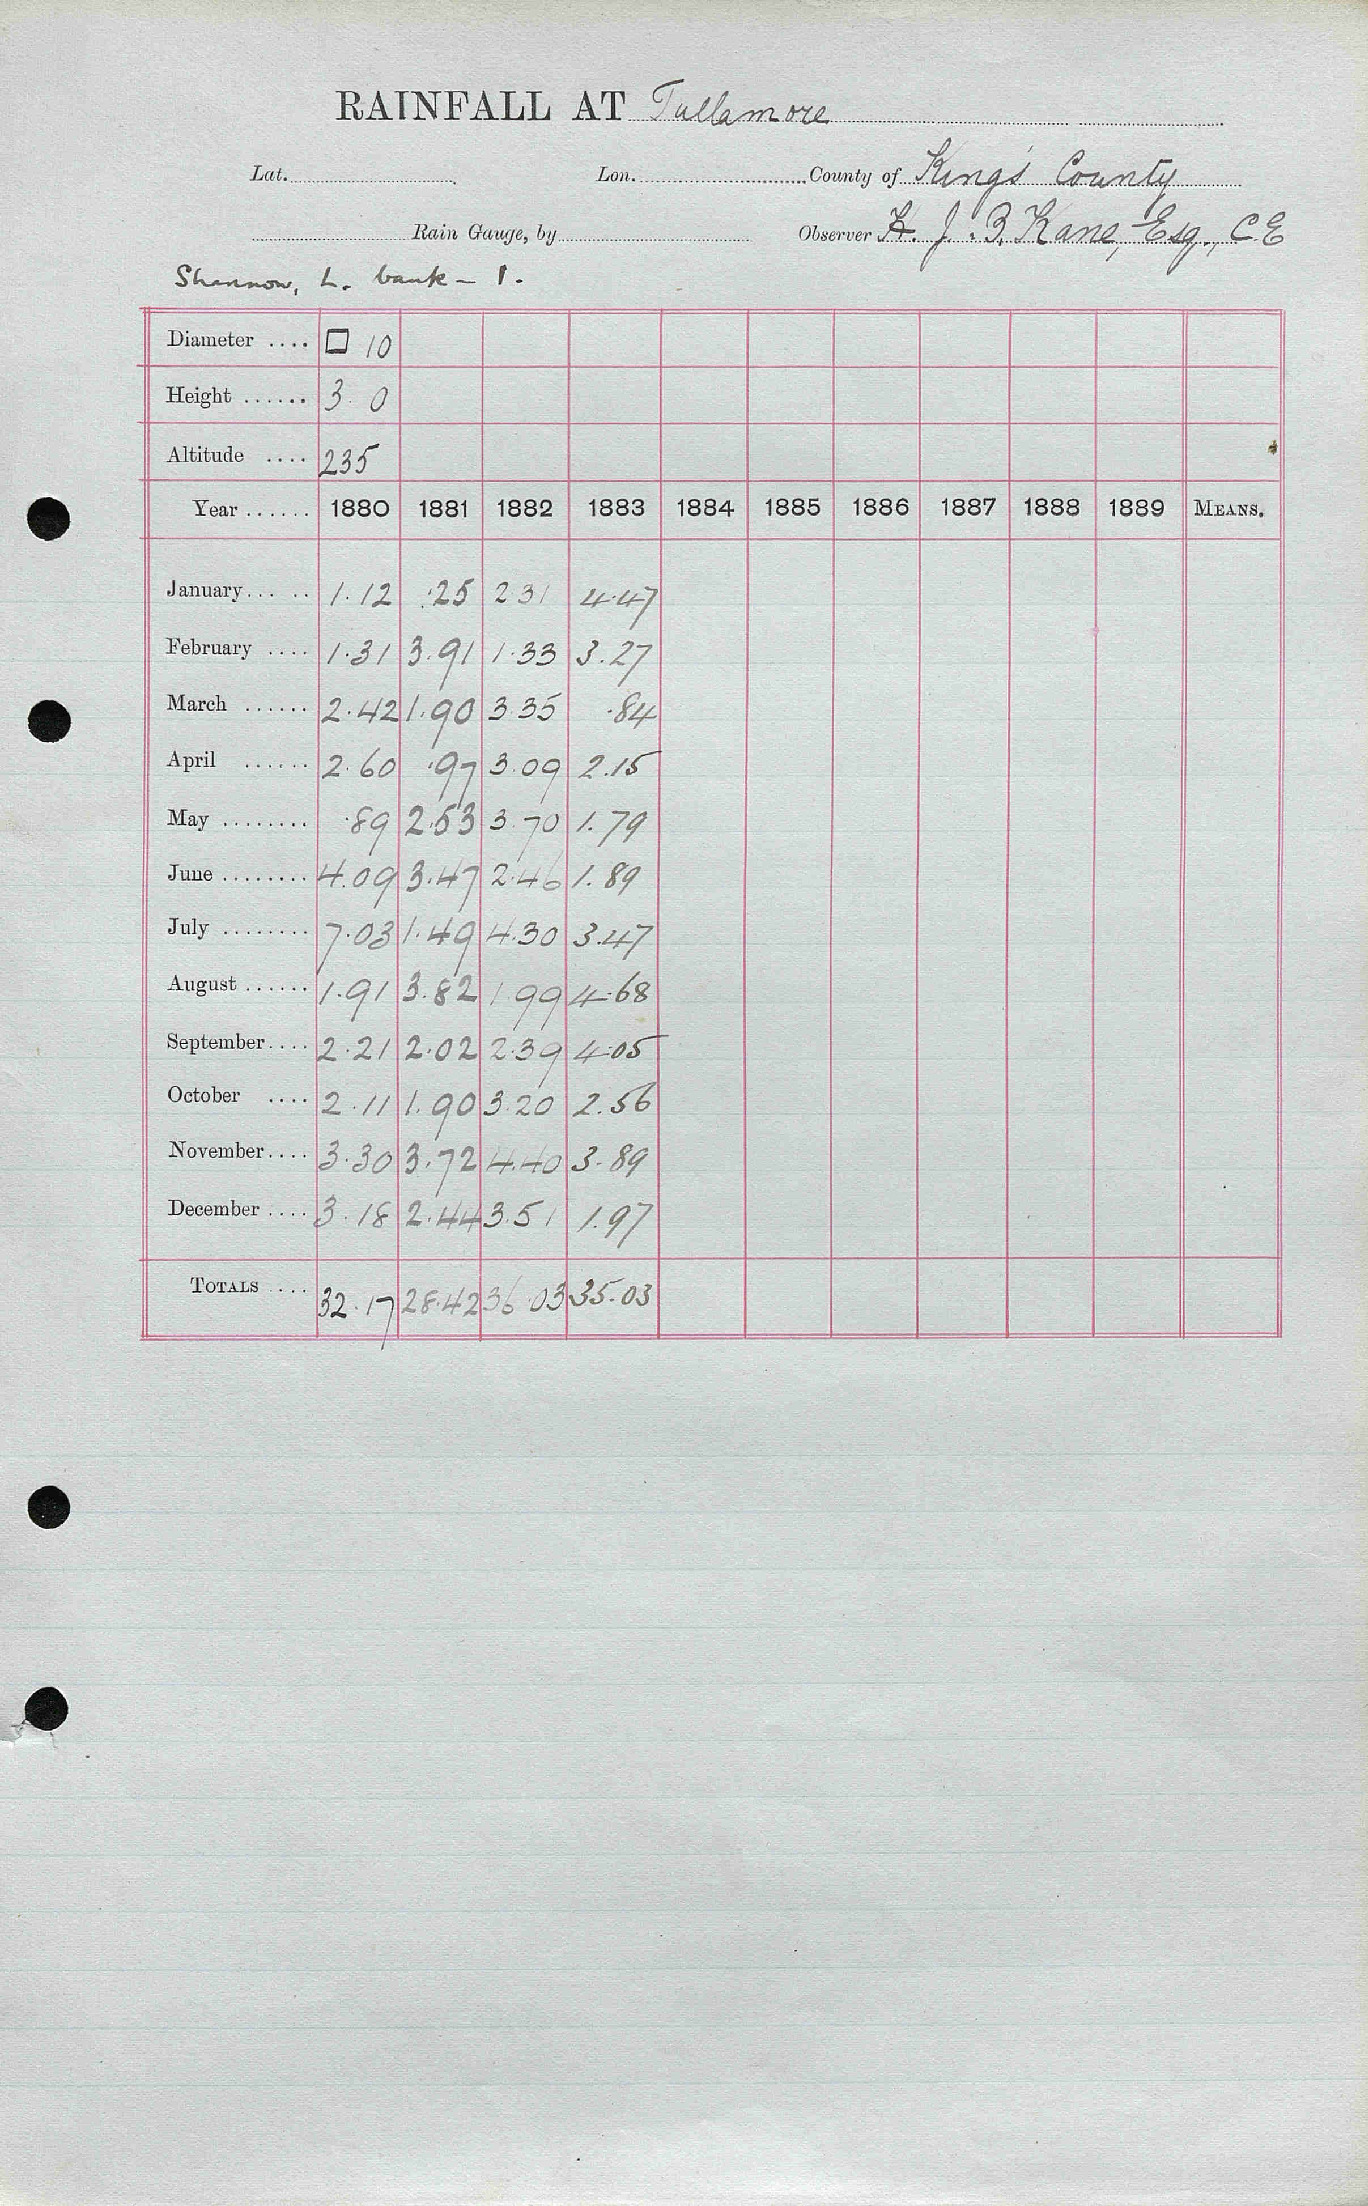 RAINFALL AT Tullamore
Lat. Lon. County of King's County
Rain Gauge, by Observer H. J. B. Kane, Esq., C.E
Shannon, L. bank - 1.
Diameter .... □ 10
Height ...... 3. 0
Altitude .... 235
Year ...... 1880 1881 1882 1883 1884 1885 1886 1887 1888 1889 MEANS.
January... .. 1.12 .25 2 31 4.47
February .... 1.31 3.91 1.33 3.27
March ...... 2.42 1.90 3.35 .84
April ...... 2.60 .97 3.09 2.15
May ........ .89 2.53 3.70 1.79
June ........ 4.09 3.47 2.46 1.89
July ........ 7.03 1.49 4.30 3.47
August ...... 1.91 3.82 1 99 4.68
September.... 2.21 2.02 2.39 4.05
October .... 2.11 1.90 3.20 2.56
November.... 3.30 3.72 4.40 3.89
December .... 3.18 2.44 3.51 1.97
TOTALS .... 32.17 28.42 36.03 35.03